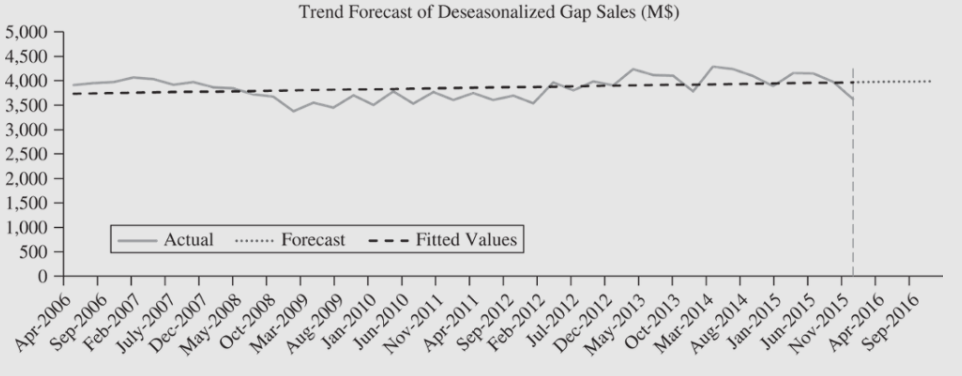 Trend Forecast of Deseasonalized Gap Sales (M$)
5,000
4,500
4,000
3,500
3,000
2,500
2,000
1,500
1,000
500
0
Actual
Forecast
Fitted Values
Apr-2006
Sep-2006
Feb-2007
July-2007
Dec-2007
May-2008
Oct-2008
Mar-2009
Aug-2009
Jan-2010
Jun-2010
Nov-2011
Apr-2011
Sep-2012
Feb-2012
Jul-2012
Dec-2012
May-2013
Oct-2013
Mar-2014
Aug-2014
Jan-2015
Jun-2015
Nov-2015
Apr-2016
Sep-2016